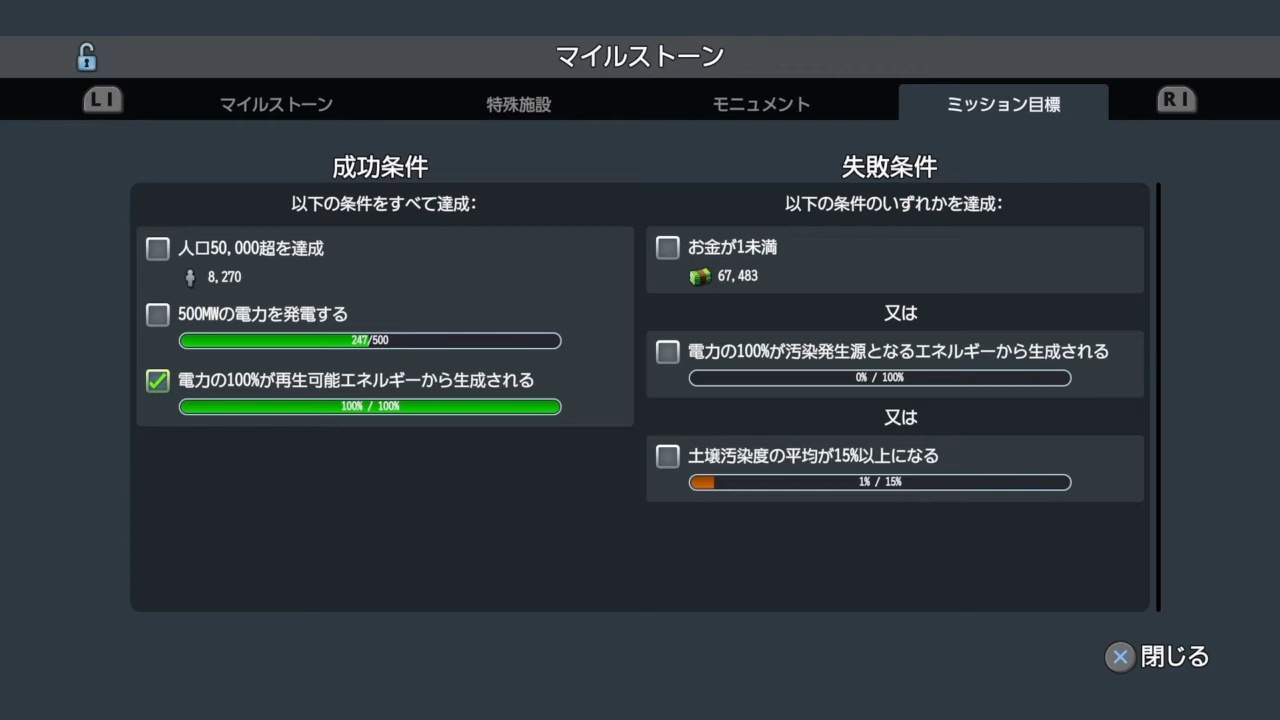 マイルストーン
L1
マイルストーン
特殊施設
モニュメント
ミッション目標
R1
成功条件
以下の条件をすべて達成:
人口50,000超を達成
8,270
500MWの電力を発電する
247/500
電力の100%が再生可能エネルギーから生成される
100% / 100%
失敗条件
以下の条件のいずれかを達成:
お金が1未満
67,483
又は
電力の100%が汚染発生源となるエネルギーから生成される
0% / 100%
又は
土壌汚染度の平均が15%以上になる
1% / 15%
閉じる